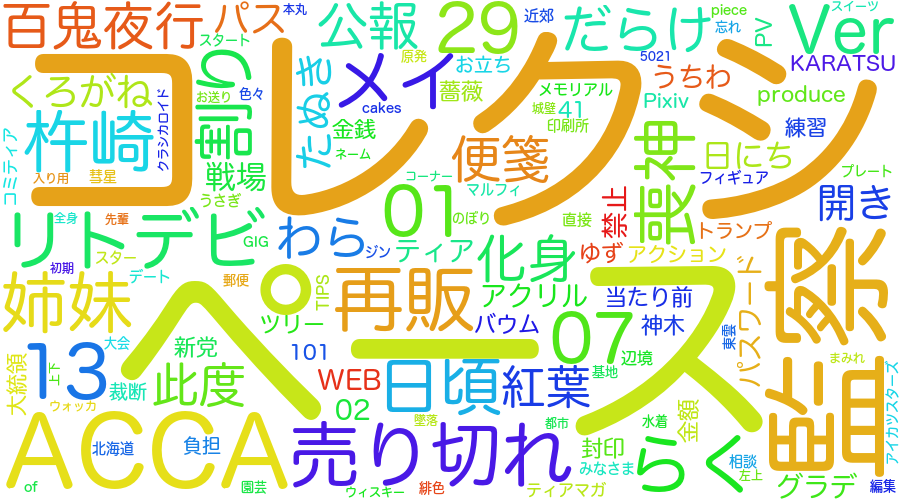 百鬼夜行
パス
公報
29
近郊
だらけ
piece
忘れ
PV
Ver
スイーツ
本丸
スタート
コレクション
くろがね
お送り
割り
たぬき
メイ
原発
お立ち
うちわ
5021
KARATSU
色々
cakes
薔薇
メモリアル
城壁
41
Pixiv
produce
コミティア
杵崎
クラシカロイド
金銭
印刷所
便箋
練習
ネーム
喪神
日にち
入り用
彗星
戦場
うさぎ
コーナー
マルフィ
フィギュア
プレート
01
のぼり
直接
禁止
開き
全身
先輩
リトデビ
GIG
わら
ジン
ティア
化身
ゆず
アクション
トランプ
祭
初期
スター
デート
郵便
TIPS
姉妹
ペース
再販
アクリル
当たり前
パスワード
ツリー
バウム
07
神木
東雲
13
新党
101
辺境
まみれ
大統領
上下
大会
裁断
此度
WEB
日頃
紅葉
基地
監
アイカツスターズ
02
ウォッカ
墜落
都市
水着
金額
ACCA
北海道
負担
売り切れ
封印
らく
みなさま
相談
左上
グラデ
of
園芸
ウィスキー
緋色
ティアマガ
編集